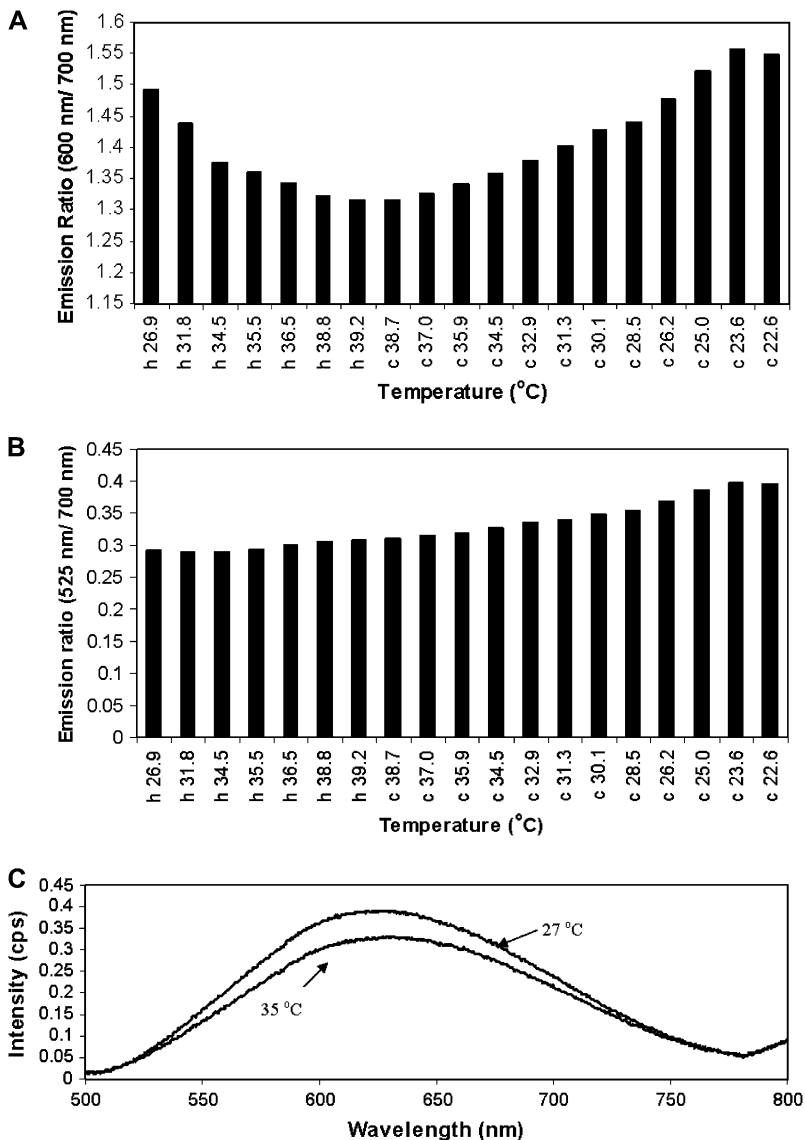 A
Emission Ratio (600 nm/ 700 nm)
1.6
1.55
1.5
1.45
1.4
1.35
1.3
1.25
1.2
1.15
h 26.9
h 31.8
h 34.5
h 35.5
h 36.5
h 38.8
h 39.2
c 38.7
c 37.0
c 35.9
c 34.5
c 32.9
c 31.3
c 30.1
c 28.5
c 26.2
c 25.0
c 23.6
c 22.6
Temperature (°C)
B
Emission ratio (525 nm/ 700 nm)
0.45
0.4
0.35
0.3
0.25
0.2
0.15
0.1
0.05
0
h 26.9
h 31.8
h 34.5
h 35.5
h 36.5
h 38.8
h 39.2
c 38.7
c 37.0
c 35.9
c 34.5
c 32.9
c 31.3
c 30.1
c 28.5
c 26.2
c 25.0
c 23.6
c 22.6
Temperature (°C)
C
Intensity (cps)
0.45
0.4
0.35
0.3
0.25
0.2
0.15
0.1
0.05
0
27 °C
35 °C
500
550
600
650
700
750
800
Wavelength (nm)